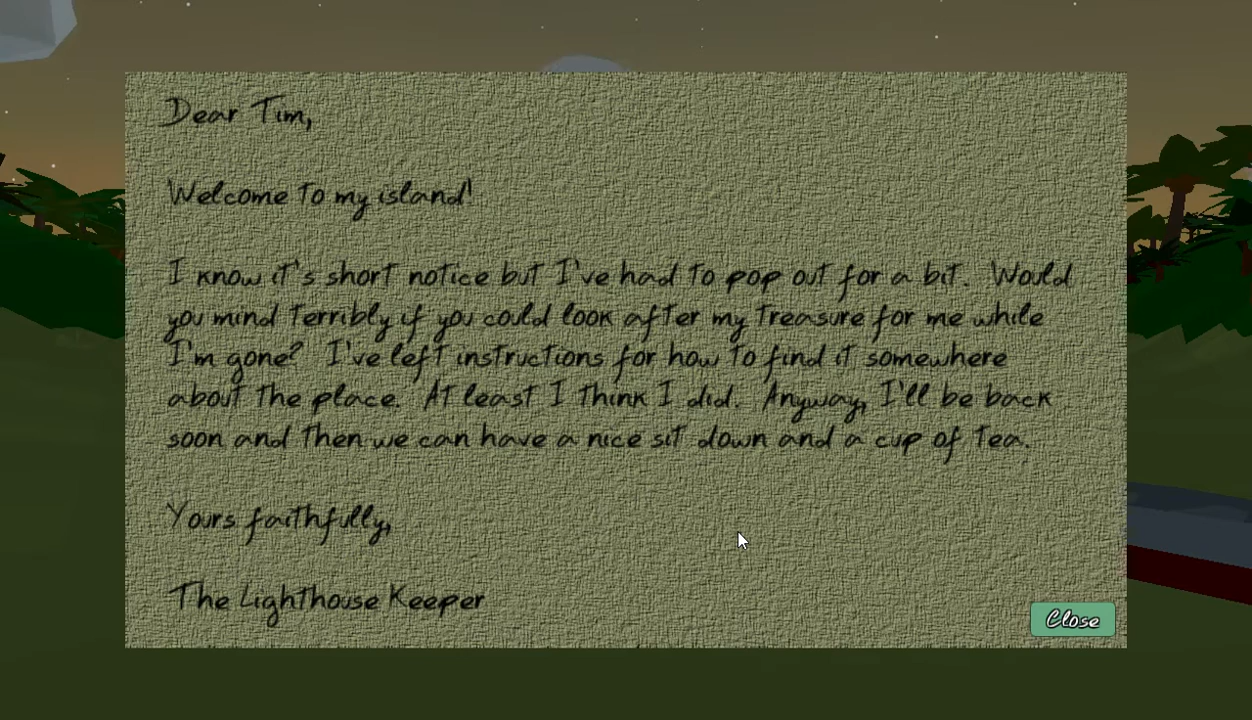 Dear Tim,
Welcome to my island!
I know it's short notice but I've had to pop out for a bit. Would
you mind terribly if you could look after my treasure for me while
I'm gone? I've left instructions for how to find it somewhere
about the place. At least I think I did. Anyway, I'll be back
soon and then we can have a nice sit down and a cup of tea.
Yours faithfully,
The Lighthouse Keeper
Close